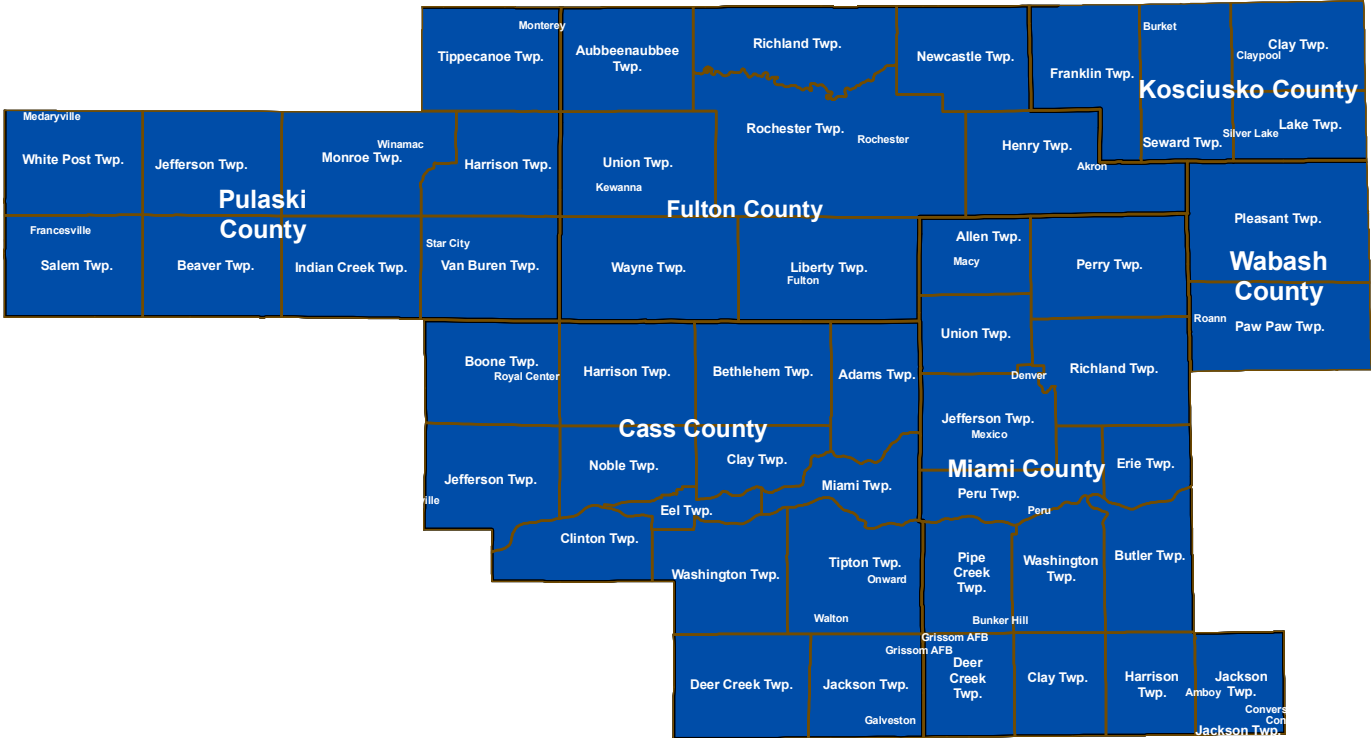 Monterey
Tippecanoe Twp.
Aubbeenaubbee
Twp.
Richland Twp.
Newcastle Twp.
Franklin Twp.
Burket
Clay Twp.
Claypool
Kosciusko County
Lake Twp.
Silver Lake
Seward Twp.
Medaryville
White Post Twp.
Jefferson Twp.
Winamac
Monroe Twp.
Harrison Twp.
Union Twp.
Kewanna
Rochester Twp.
Rochester
Henry Twp.
Akron
Pulaski
County
Fulton County
Francesville
Salem Twp.
Beaver Twp.
Indian Creek Twp.
Star City
Van Buren Twp.
Wayne Twp.
Liberty Twp.
Fulton
Allen Twp.
Macy
Perry Twp.
Pleasant Twp.
Wabash
County
Roann
Paw Paw Twp.
Union Twp.
Boone Twp.
Royal Center
Harrison Twp.
Bethlehem Twp.
Adams Twp.
Denver
Richland Twp.
Cass County
Jefferson Twp.
Mexico
Miami County
Erie Twp.
Jefferson Twp.
ville
Noble Twp.
Clay Twp.
Miami Twp.
Peru Twp.
Peru
Eel Twp.
Clinton Twp.
Washington Twp.
Tipton Twp.
Onward
Walton
Pipe
Creek
Twp.
Washington
Twp.
Butler Twp.
Bunker Hill
Grissom AFB
Grissom AFB
Deer Creek Twp.
Jackson Twp.
Galveston
Deer
Creek
Twp.
Clay Twp.
Harrison
Twp.
Jackson
Twp.
Amboy
Convers
Con
Jackson Twp.